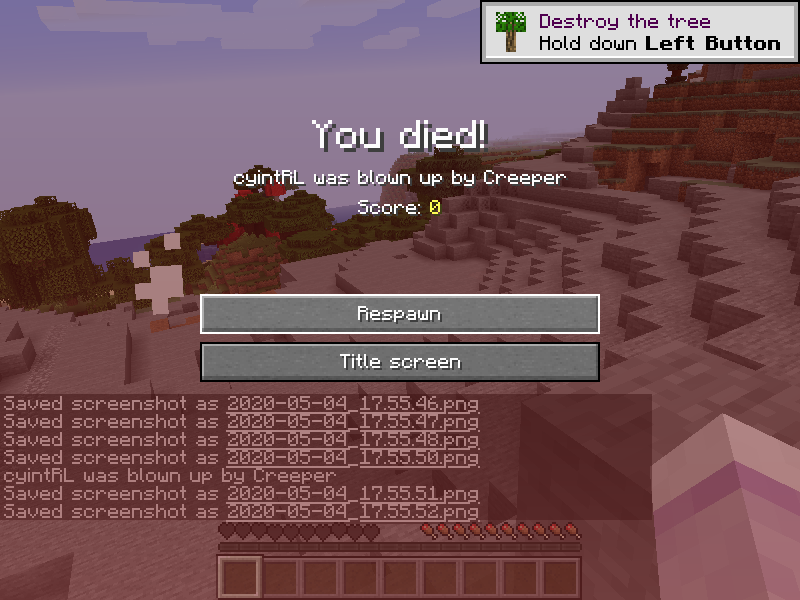 Destroy the tree
Hold down Left Button
You died!
cyintRL was blown up by Creeper
Score: 0
Respawn
Title screen
Saved screenshot as 2020-05-04_17.55.46.png
Saved screenshot as 2020-05-04_17.55.47.png
Saved screenshot as 2020-05-04_17.55.48.png
Saved screenshot as 2020-05-04_17.55.50.png
cyintRL was blown up by Creeper
Saved screenshot as 2020-05-04_17.55.51.png
Saved screenshot as 2020-05-04_17.55.52.png